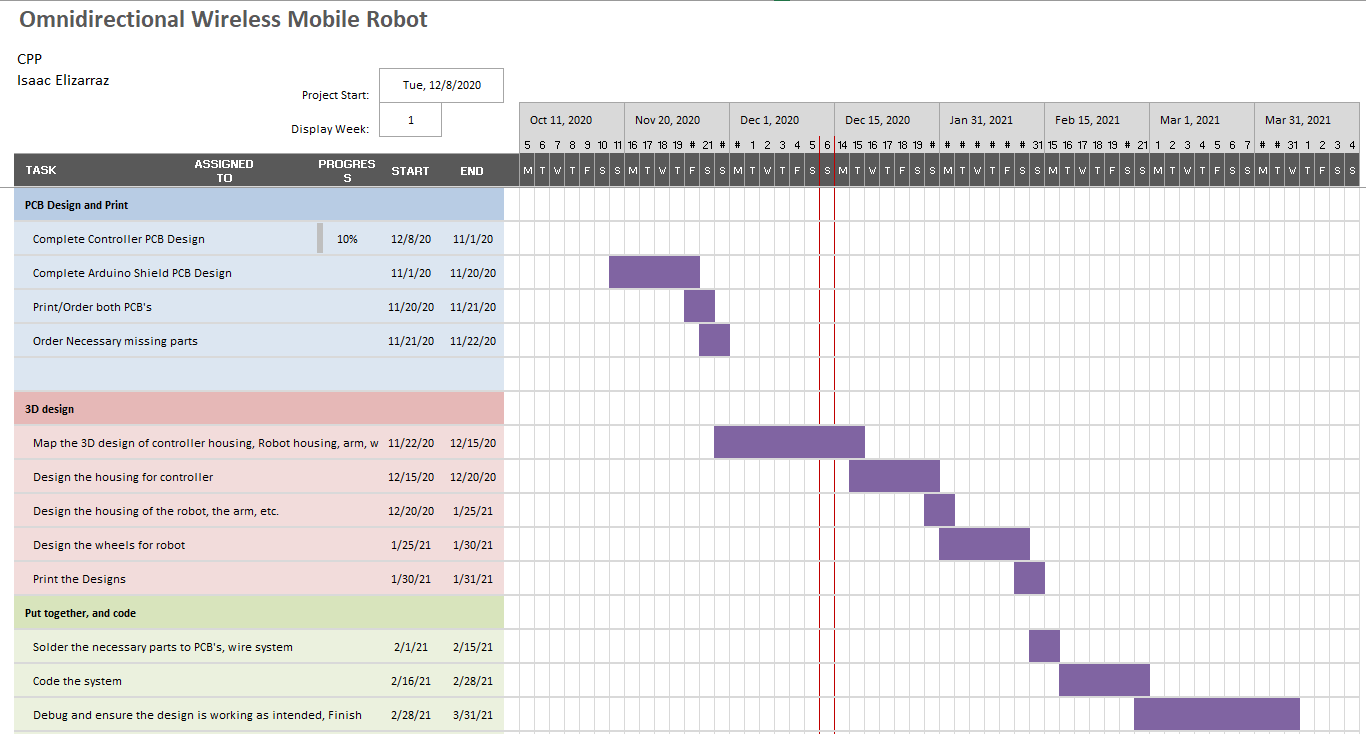 Omnidirectional Wireless Mobile Robot
CPP
Isaac Elizarraz
Project Start: Tue, 12/8/2020
Display Week: 1
Oct 11, 2020 Nov 20, 2020 Dec 1, 2020 Dec 15, 2020 Jan 31, 2021 Feb 15, 2021 Mar 1, 2021 Mar 31, 2021
5 6 7 8 9 10 11 16 17 18 19 # 21 # # 1 2 3 4 5 6 14 15 16 17 18 19 # # # # # # # 31 15 16 17 18 19 # 21 1 2 3 4 5 6 7 # # 31 1 2 3 4
TASK ASSIGNED TO PROGRESS START END M T W T F S S M T W T F S S M T W T F S S M T W T F S S M T W T F S S M T W T F S S M T W T F S S M T W T F S S
PCB Design and Print
Complete Controller PCB Design 10% 12/8/20 11/1/20
Complete Arduino Shield PCB Design 11/1/20 11/20/20
Print/Order both PCB's 11/20/20 11/21/20
Order Necessary missing parts 11/21/20 11/22/20
3D design
Map the 3D design of controller housing, Robot housing, arm, w 11/22/20 12/15/20
Design the housing for controller 12/15/20 12/20/20
Design the housing of the robot, the arm, etc. 12/20/20 1/25/21
Design the wheels for robot 1/25/21 1/30/21
Print the Designs 1/30/21 1/31/21
Put together, and code
Solder the necessary parts to PCB's, wire system 2/1/21 2/15/21
Code the system 2/16/21 2/28/21
Debug and ensure the design is working as intended, Finish 2/28/21 3/31/21